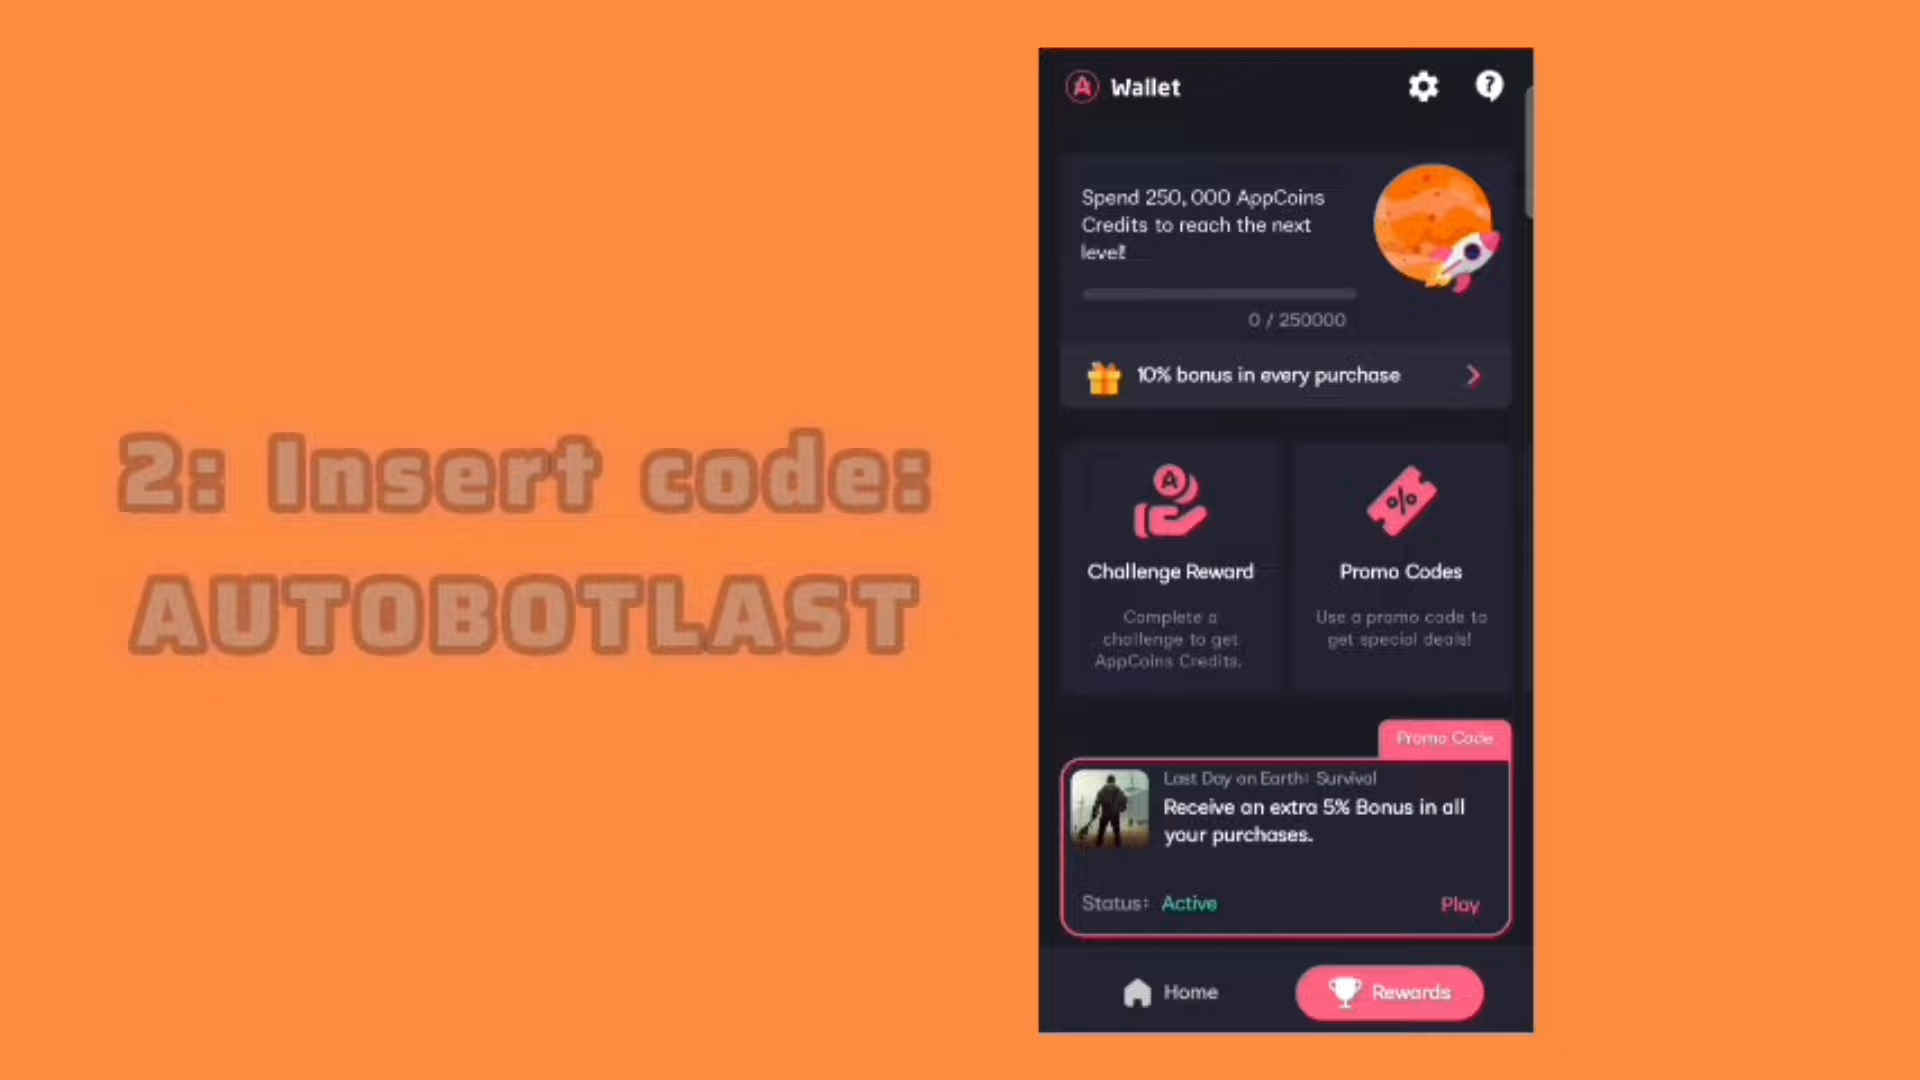 2: Insert code:
AUTOBOTLAST
Wallet
Spend 250,000 AppCoins
Credits to reach the next
level!
0 / 250000
10% bonus in every purchase
Challenge Reward
Complete a
challenge to get
AppCoins Credits.
Promo Codes
Use a promo code to
get special deals!
Promo Code
Last Day on Earth: Survival
Receive an extra 5% Bonus in all
your purchases.
Status: Active
Play
Home
Rewards